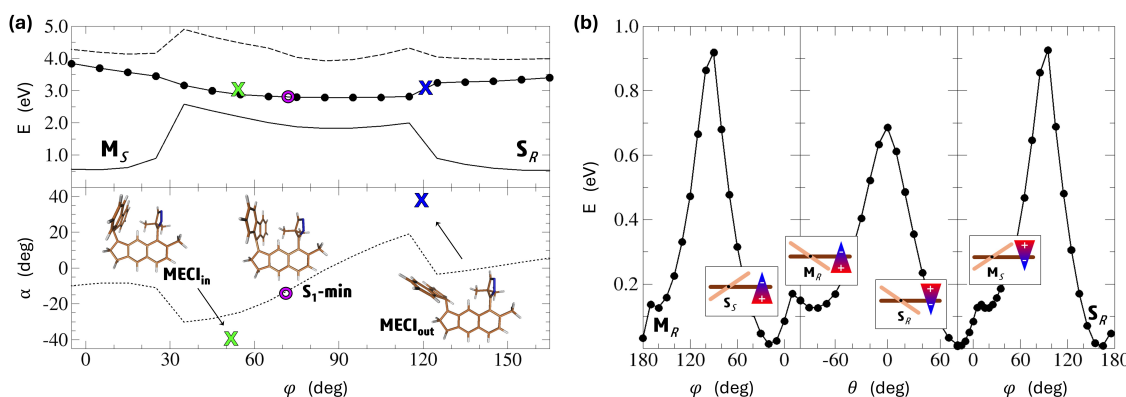 (a)
5.0
4.0
3.0
2.0
1.0
E (eV)
X
X
M_S
S_R
40
20
0
-20
-40
α (deg)
X
X
MECI_in
S_1-min
MECI_out
0
30
60
90
120
150
φ (deg)
(b)
1.0
0.8
0.6
0.4
0.2
E (eV)
M_R
S_S
+
−
M_R
−
+
S_R
−
+
M_S
+
−
S_R
180
120
60
0
-60
0
60
0
60
120
180
φ (deg)
θ (deg)
φ (deg)